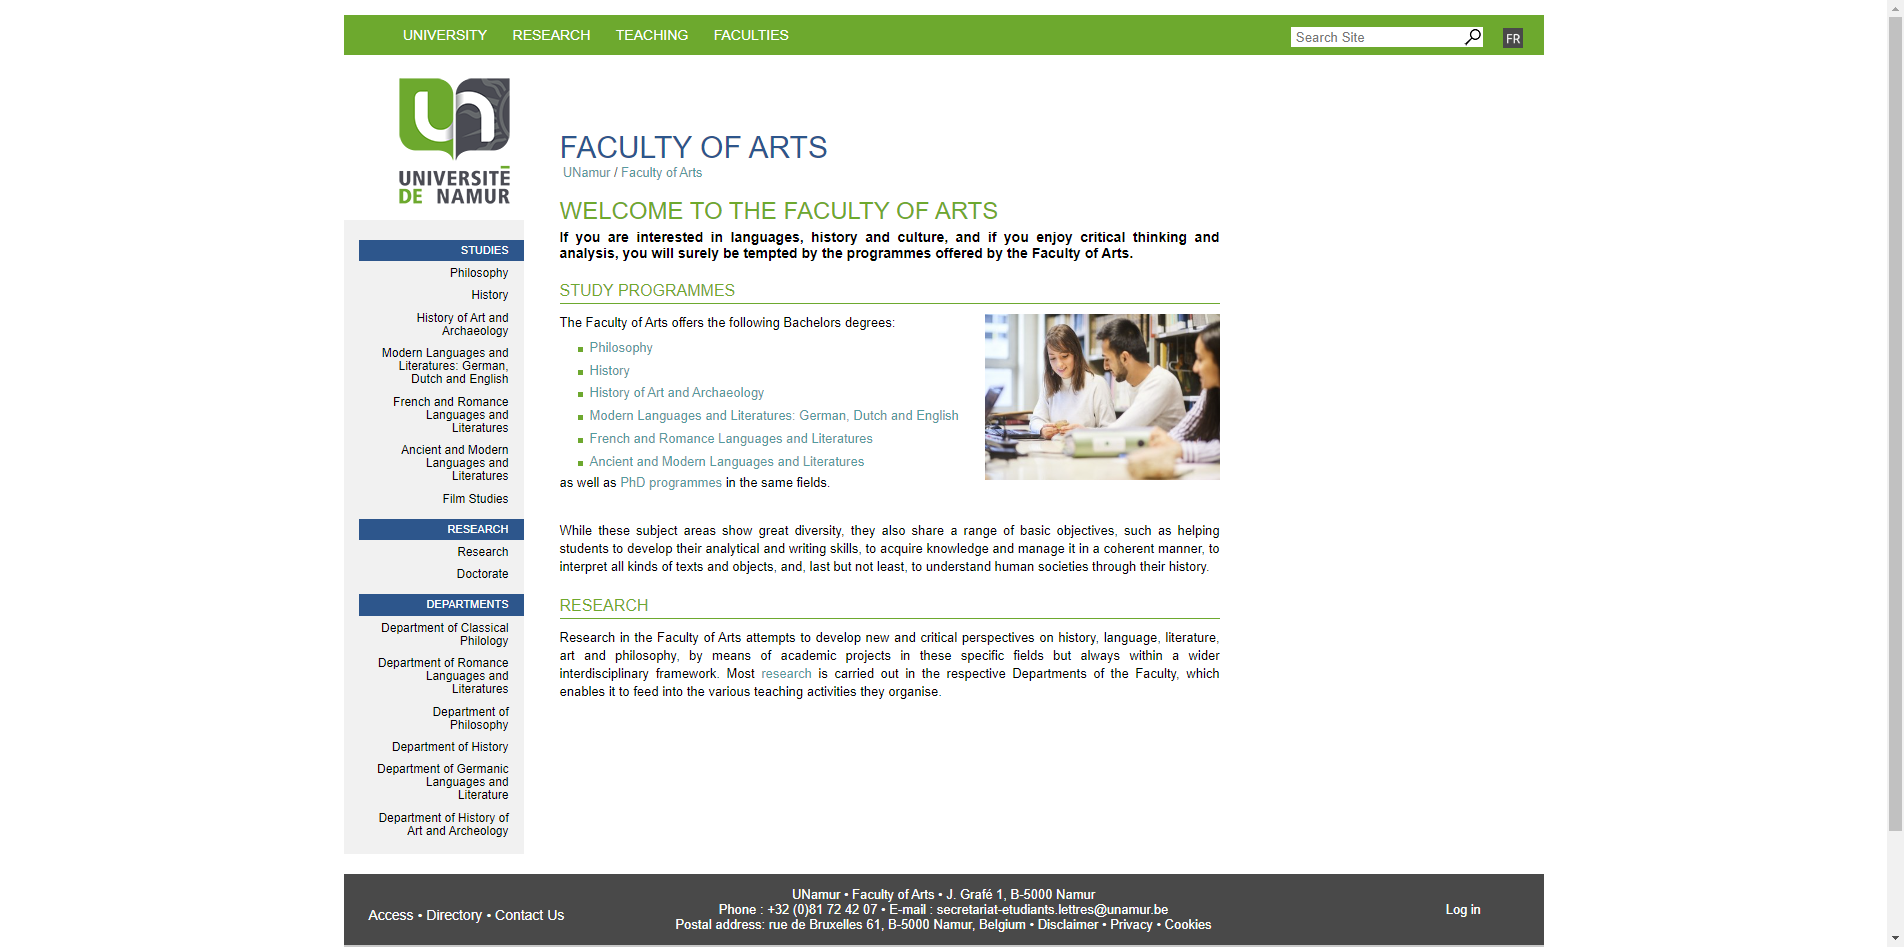 UNIVERSITY RESEARCH TEACHING FACULTIES
Search Site
FR
UNIVERSITÉ
DE NAMUR
FACULTY OF ARTS
UNamur / Faculty of Arts
STUDIES
Philosophy
History
History of Art and
Archaeology
Modern Languages and
Literatures: German,
Dutch and English
French and Romance
Languages and
Literatures
Ancient and Modern
Languages and
Literatures
Film Studies
RESEARCH
Research
Doctorate
DEPARTMENTS
Department of Classical
Philology
Department of Romance
Languages and
Literatures
Department of
Philosophy
Department of History
Department of Germanic
Languages and
Literature
Department of History of
Art and Archeology
WELCOME TO THE FACULTY OF ARTS
If you are interested in languages, history and culture, and if you enjoy critical thinking and
analysis, you will surely be tempted by the programmes offered by the Faculty of Arts.
STUDY PROGRAMMES
The Faculty of Arts offers the following Bachelors degrees:
Philosophy
History
History of Art and Archaeology
Modern Languages and Literatures: German, Dutch and English
French and Romance Languages and Literatures
Ancient and Modern Languages and Literatures
as well as PhD programmes in the same fields.
While these subject areas show great diversity, they also share a range of basic objectives, such as helping
students to develop their analytical and writing skills, to acquire knowledge and manage it in a coherent manner, to
interpret all kinds of texts and objects, and, last but not least, to understand human societies through their history.
RESEARCH
Research in the Faculty of Arts attempts to develop new and critical perspectives on history, language, literature,
art and philosophy, by means of academic projects in these specific fields but always within a wider
interdisciplinary framework. Most research is carried out in the respective Departments of the Faculty, which
enables it to feed into the various teaching activities they organise.
Access • Directory • Contact Us
UNamur • Faculty of Arts • J. Grafé 1, B-5000 Namur
Phone : +32 (0)81 72 42 07 • E-mail : secretariat-etudiants.lettres@unamur.be
Postal address: rue de Bruxelles 61, B-5000 Namur, Belgium • Disclaimer • Privacy • Cookies
Log in